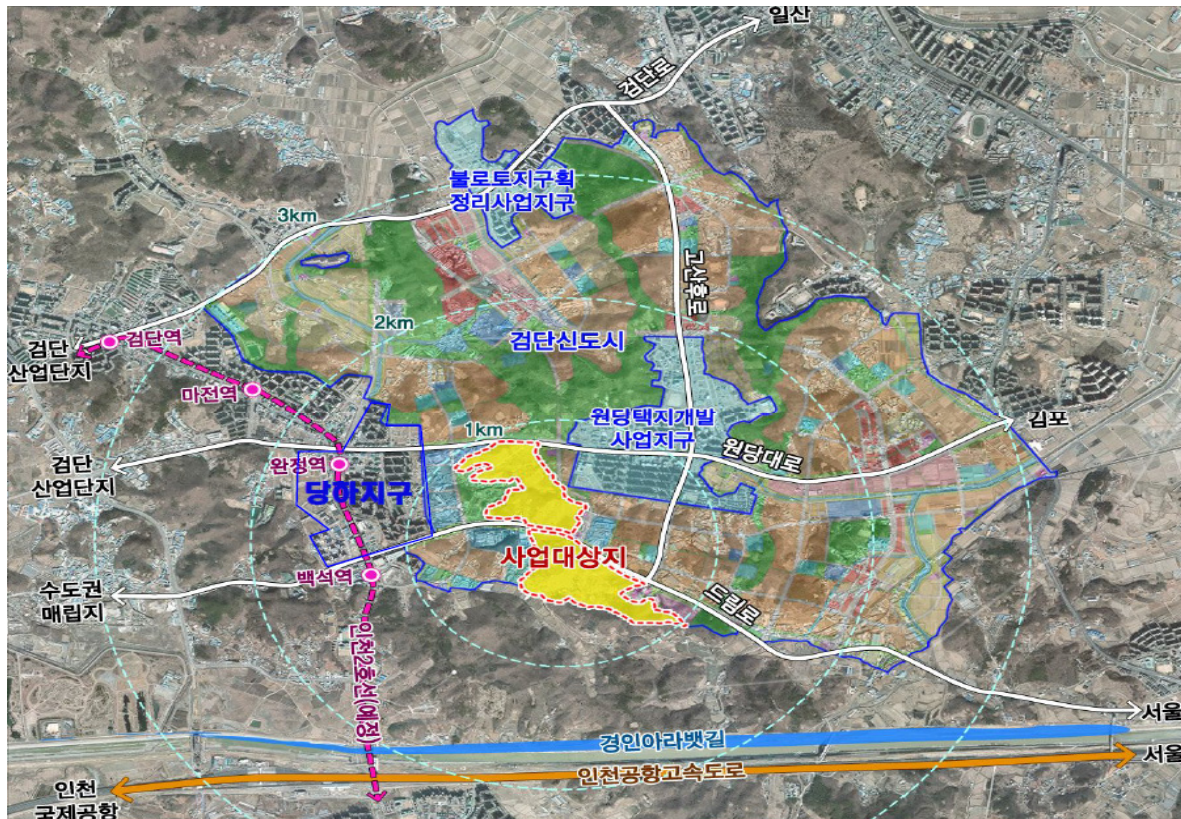 일산
검단로
불로토지구획
정리사업지구
3km
고산후로
2km
검단신도시
검단역
검단
산업단지
마전역
원당택지개발
사업지구
김포
1km
원당대로
완정역
검단
산업단지
당하지구
사업대상지
백석역
수도권
매립지
드림로
인천2호선(예정)
서울
경인아라뱃길
서울
인천공항고속도로
인천
국제공항